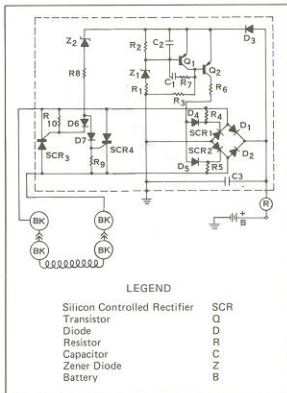 Z2
R2
C2
Q1
Q2
D3
R8
Z1
C1
R7
R1
R3
R6
R
10
D6
D4
R4
SCR1
D1
SCR3
D7
SCR4
SCR2
D2
R9
D5
R5
C3
BK
BK
R
BK
BK
+
B
LEGEND
Silicon Controlled Rectifier SCR
Transistor Q
Diode D
Resistor R
Capacitor C
Zener Diode Z
Battery B